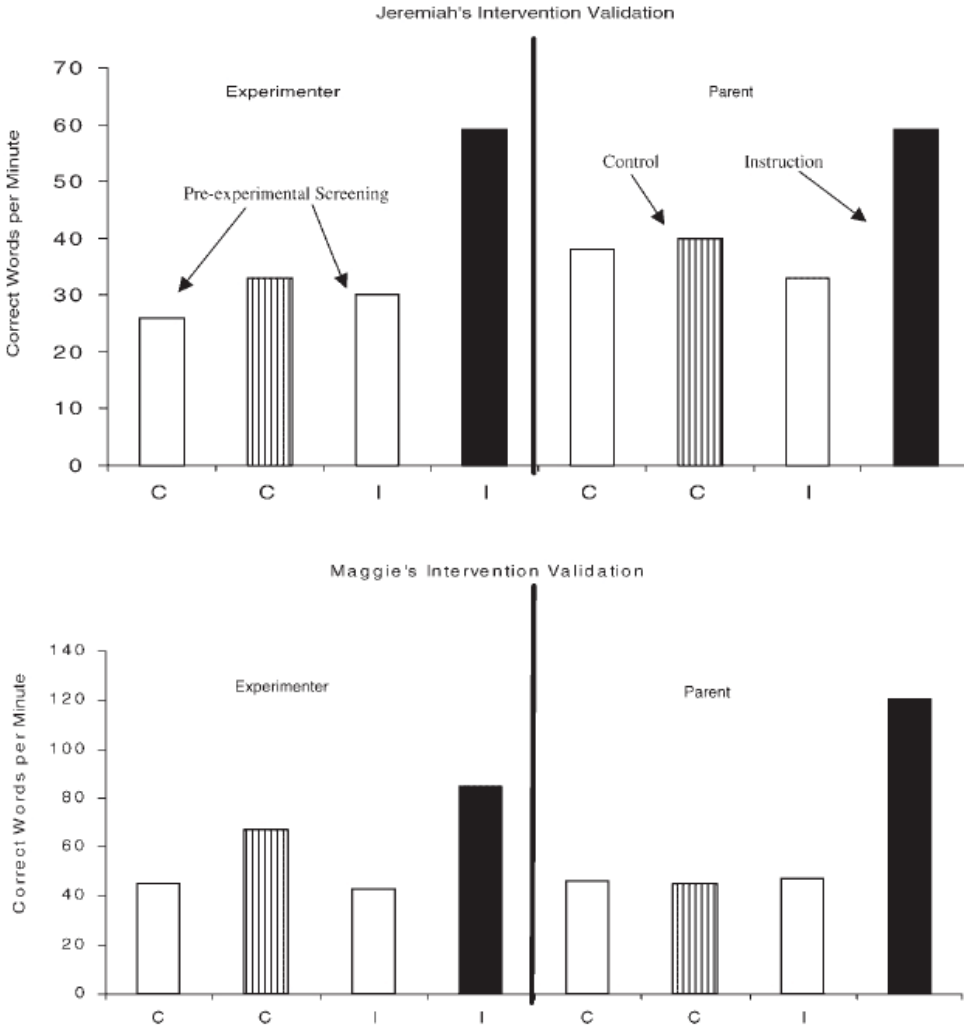 Jeremiah's Intervention Validation
Correct Words per Minute
70
60
50
40
30
20
10
0
Experimenter
Parent
Pre-experimental Screening
Control
Instruction
C C I I C C I
Maggie's Intervention Validation
Correct Words per Minute
140
120
100
80
60
40
20
0
Experimenter
Parent
C C I I C C I